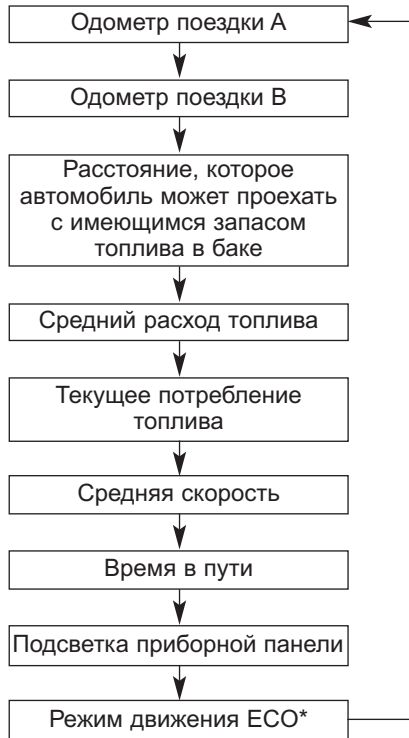 Одометр поездки A
Одометр поездки B
Расстояние, которое
автомобиль может проехать
с имеющимся запасом
топлива в баке
Средний расход топлива
Текущее потребление
топлива
Средняя скорость
Время в пути
Подсветка приборной панели
Режим движения ECO*